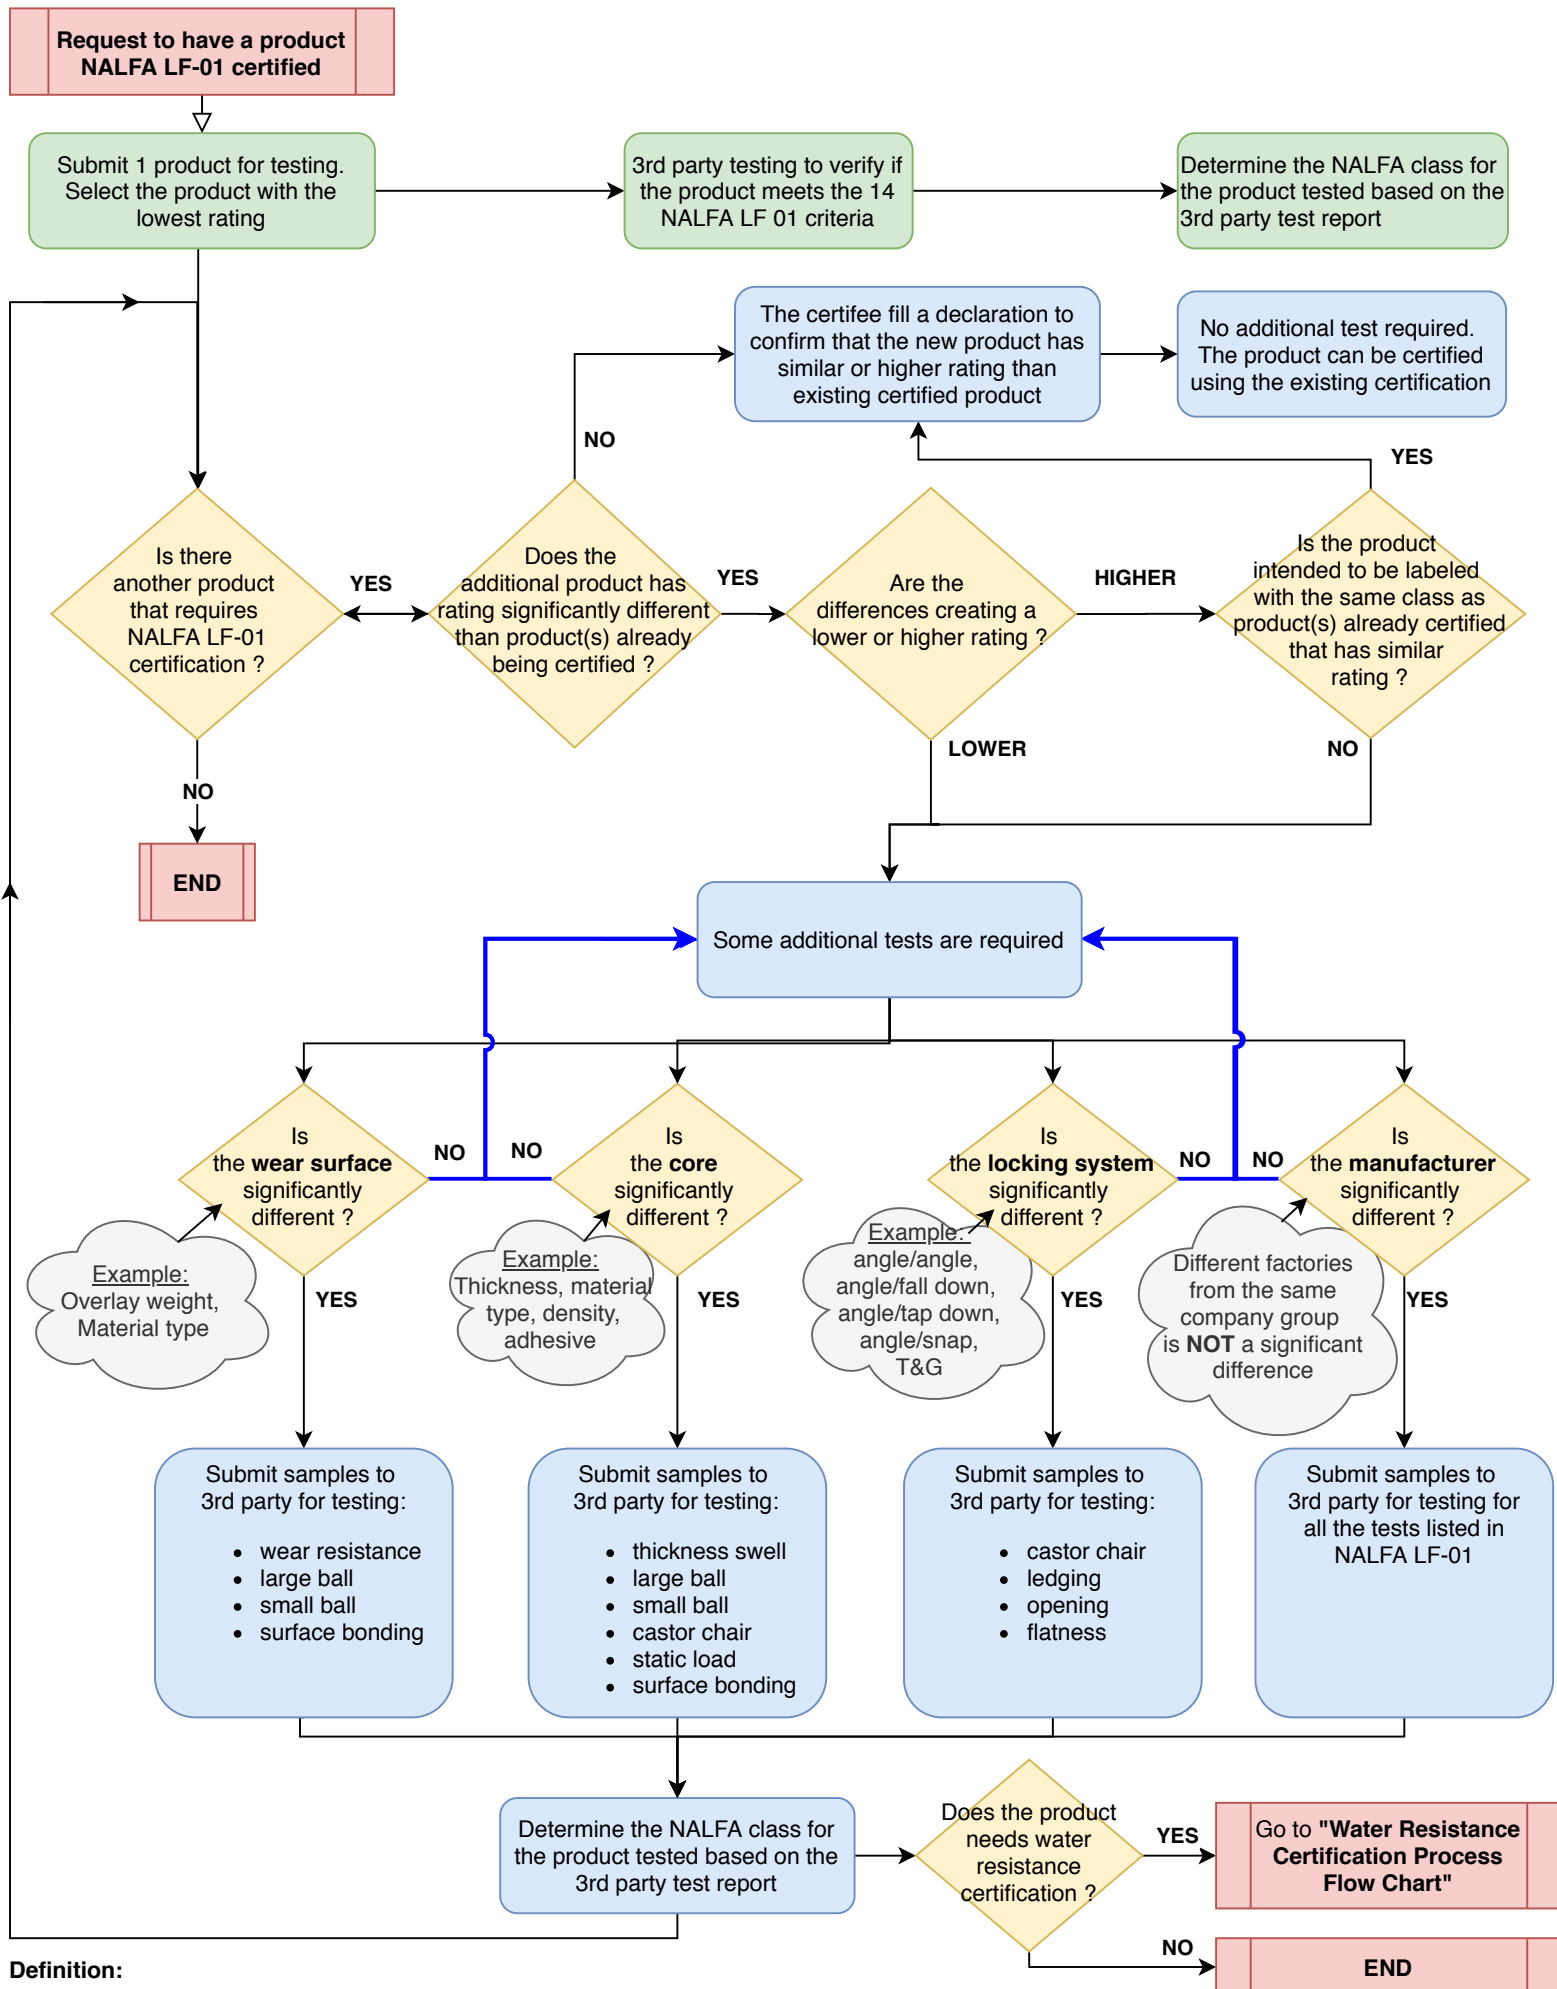 Request to have a product
NALFA LF-01 certified
Submit 1 product for testing.
Select the product with the
lowest rating
3rd party testing to verify if
the product meets the 14
NALFA LF 01 criteria
Determine the NALFA class for
the product tested based on the
3rd party test report
The certifee fill a declaration to
confirm that the new product has
similar or higher rating than
existing certified product
No additional test required.
The product can be certified
using the existing certification
NO
YES
Is there
another product
that requires
NALFA LF-01
certification ?
YES
Does the
additional product has
rating significantly different
than product(s) already
being certified ?
YES
Are the
differences creating a
lower or higher rating ?
HIGHER
Is the product
intended to be labeled
with the same class as
product(s) already certified
that has similar
rating ?
LOWER
NO
NO
END
Some additional tests are required
Is
the wear surface
significantly
different ?
NO
NO
Is
the core
significantly
different ?
Is
the locking system
significantly
different ?
NO
NO
Is
the manufacturer
significantly
different ?
Example:
Overlay weight,
Material type
YES
Example:
Thickness, material
type, density,
adhesive
YES
Example:
angle/angle,
angle/fall down,
angle/tap down,
angle/snap,
T&G
YES
Different factories
from the same
company group
is NOT a significant
difference
YES
Submit samples to
3rd party for testing:
• wear resistance
• large ball
• small ball
• surface bonding
Submit samples to
3rd party for testing:
• thickness swell
• large ball
• small ball
• castor chair
• static load
• surface bonding
Submit samples to
3rd party for testing:
• castor chair
• ledging
• opening
• flatness
Submit samples to
3rd party for testing for
all the tests listed in
NALFA LF-01
Determine the NALFA class for
the product tested based on the
3rd party test report
Does the product
needs water
resistance
certification ?
YES
Go to "Water Resistance
Certification Process
Flow Chart"
NO
END
Definition: